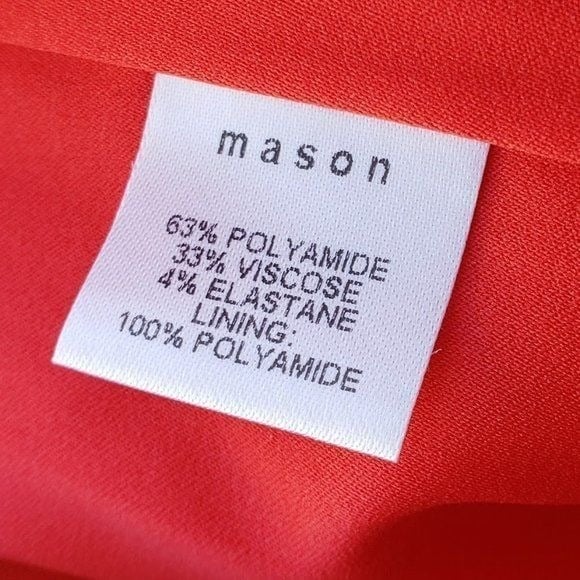 mason
63% POLYAMIDE
33% VISCOSE
4% ELASTANE
LINING:
100% POLYAMIDE